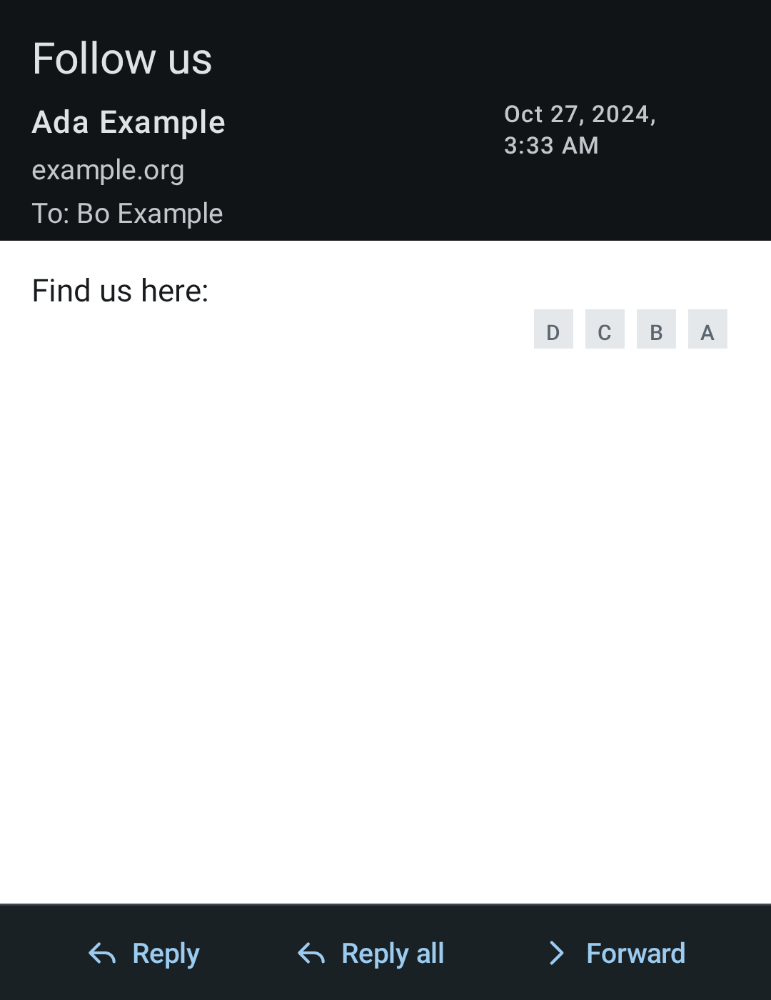 Follow us
Ada Example
Oct 27, 2024,
3:33 AM
example.org
To: Bo Example
Find us here:
D C B A
Reply
Reply all
Forward